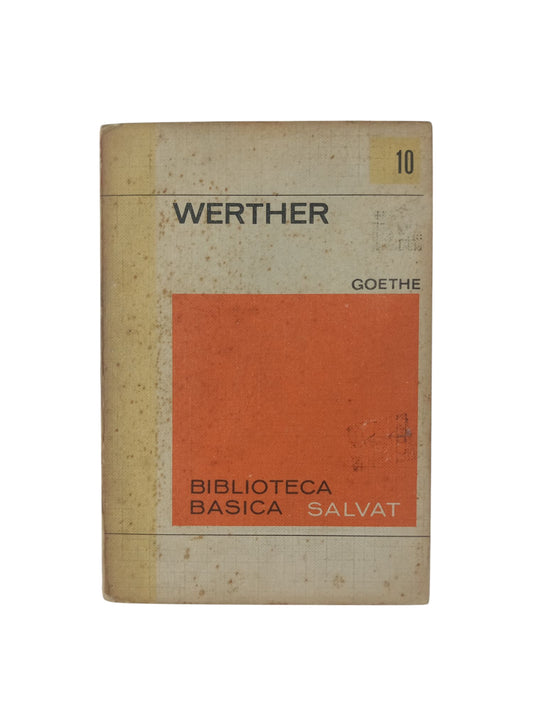 10
WERTHER
GOETHE
BIBLIOTECA
BASICA SALVAT